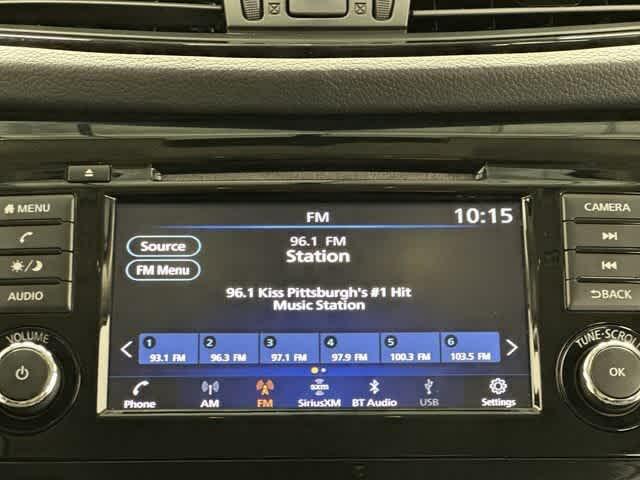 FM
10:15
Source
96.1 FM
Station
FM Menu
96.1 Kiss Pittsburgh's #1 Hit
Music Station
1 2 3 4 5 6
93.1 FM 96.3 FM 97.1 FM 97.9 FM 100.3 FM 103.5 FM
sxm
Phone AM FM SiriusXM BT Audio USB Settings
MENU
AUDIO
VOLUME
CAMERA
BACK
TUNE·SCROLL
OK